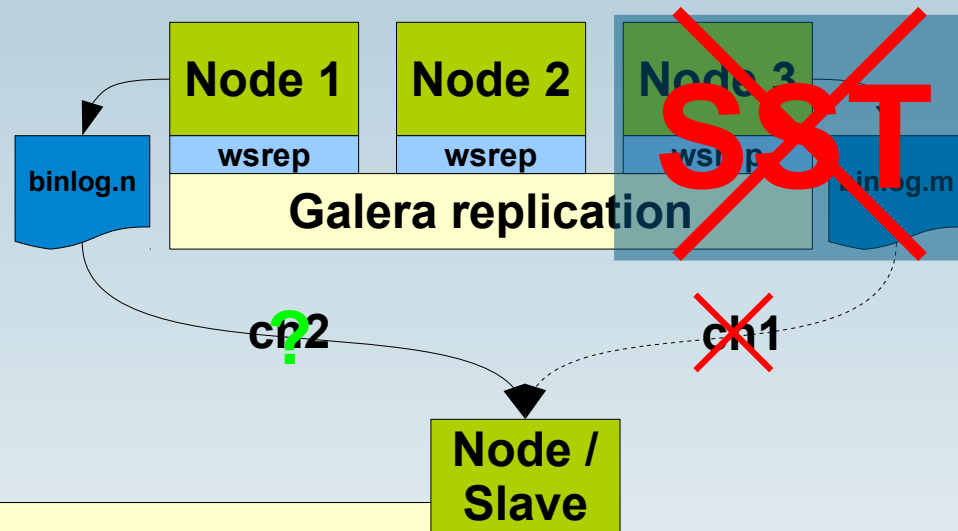 Node 1
Node 2
Node 3
SST
wsrep
wsrep
wsrep
binlog.n
binlog.m
Galera replication
ch2
?
ch1
Node /
Slave